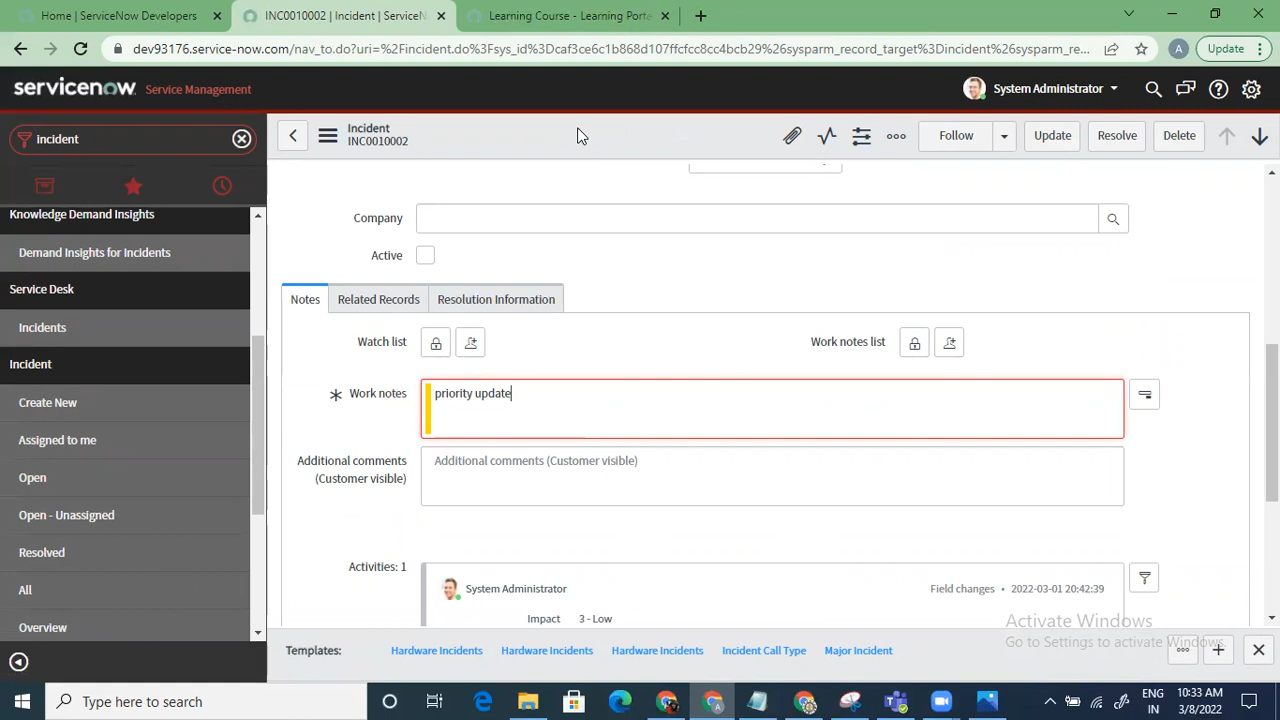 Home | ServiceNow Developers
INC0010002 | Incident | ServiceN
Learning Course - Learning Porta
dev93176.service-now.com/nav_to.do?uri=%2Fincident.do%3Fsys_id%3Dcaf3ce6c1b868d107ffcfcc8cc4bcb29%26sysparm_record_target%3Dincident%26sysparm_re...
A
Update
servicenow Service Management
System Administrator
incident
Incident
INC0010002
Follow
Update
Resolve
Delete
Knowledge Demand Insights
Demand Insights for Incidents
Service Desk
Incidents
Incident
Create New
Assigned to me
Open
Open - Unassigned
Resolved
All
Overview
Company
Active
Notes
Related Records
Resolution Information
Watch list
Work notes list
Work notes
priority update
Additional comments
(Customer visible)
Additional comments (Customer visible)
Activities: 1
System Administrator
Field changes • 2022-03-01 20:42:39
Impact 3 - Low
Activate Windows
Go to Settings to activate Windows.
Templates:
Hardware Incidents
Hardware Incidents
Hardware Incidents
Incident Call Type
Major Incident
Type here to search
ENG
IN
10:33 AM
3/8/2022